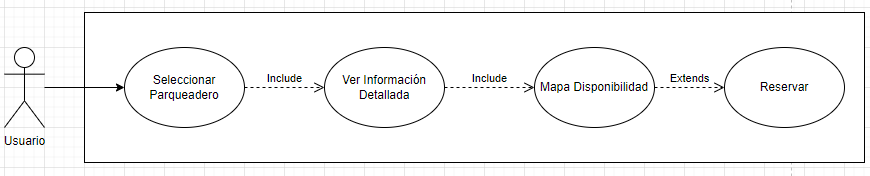 Usuario
Seleccionar
Parqueadero
Include
Ver Información
Detallada
Include
Mapa Disponibilidad
Extends
Reservar